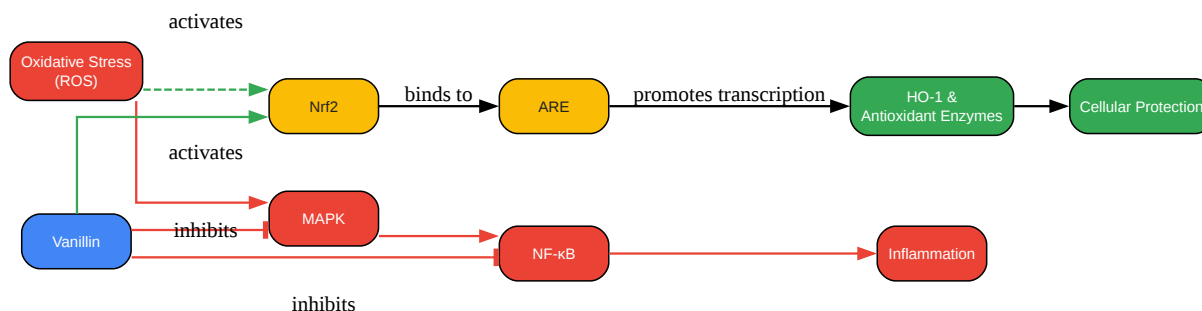 activates
Oxidative Stress
(ROS)
Nrf2
binds to
ARE
promotes transcription
HO-1 &
Antioxidant Enzymes
Cellular Protection
activates
MAPK
inhibits
Vanillin
NF-κB
Inflammation
inhibits